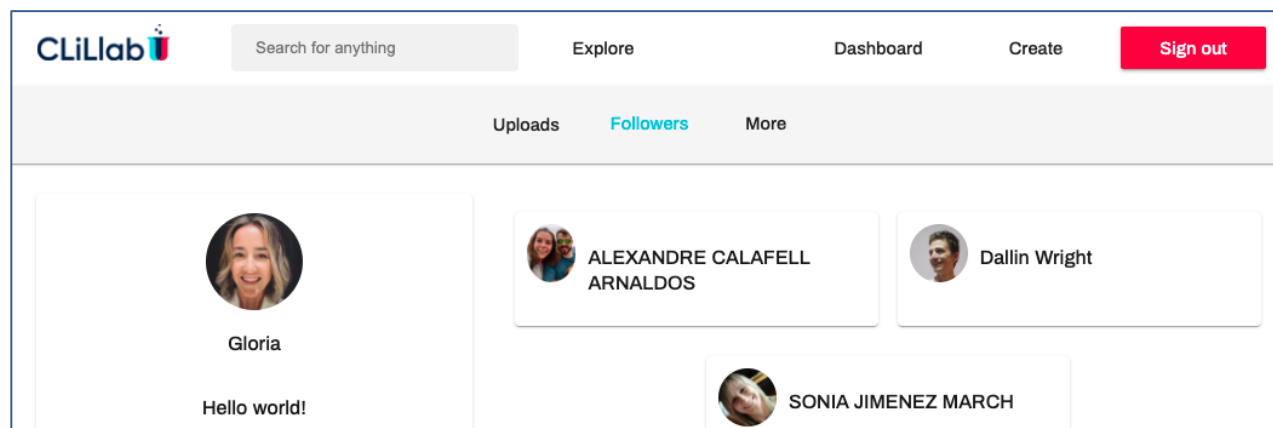 CLiLlab
Search for anything
Explore
Dashboard
Create
Sign out
Uploads
Followers
More
Gloria
Hello world!
ALEXANDRE CALAFELL
ARNALDOS
Dallin Wright
SONIA JIMENEZ MARCH